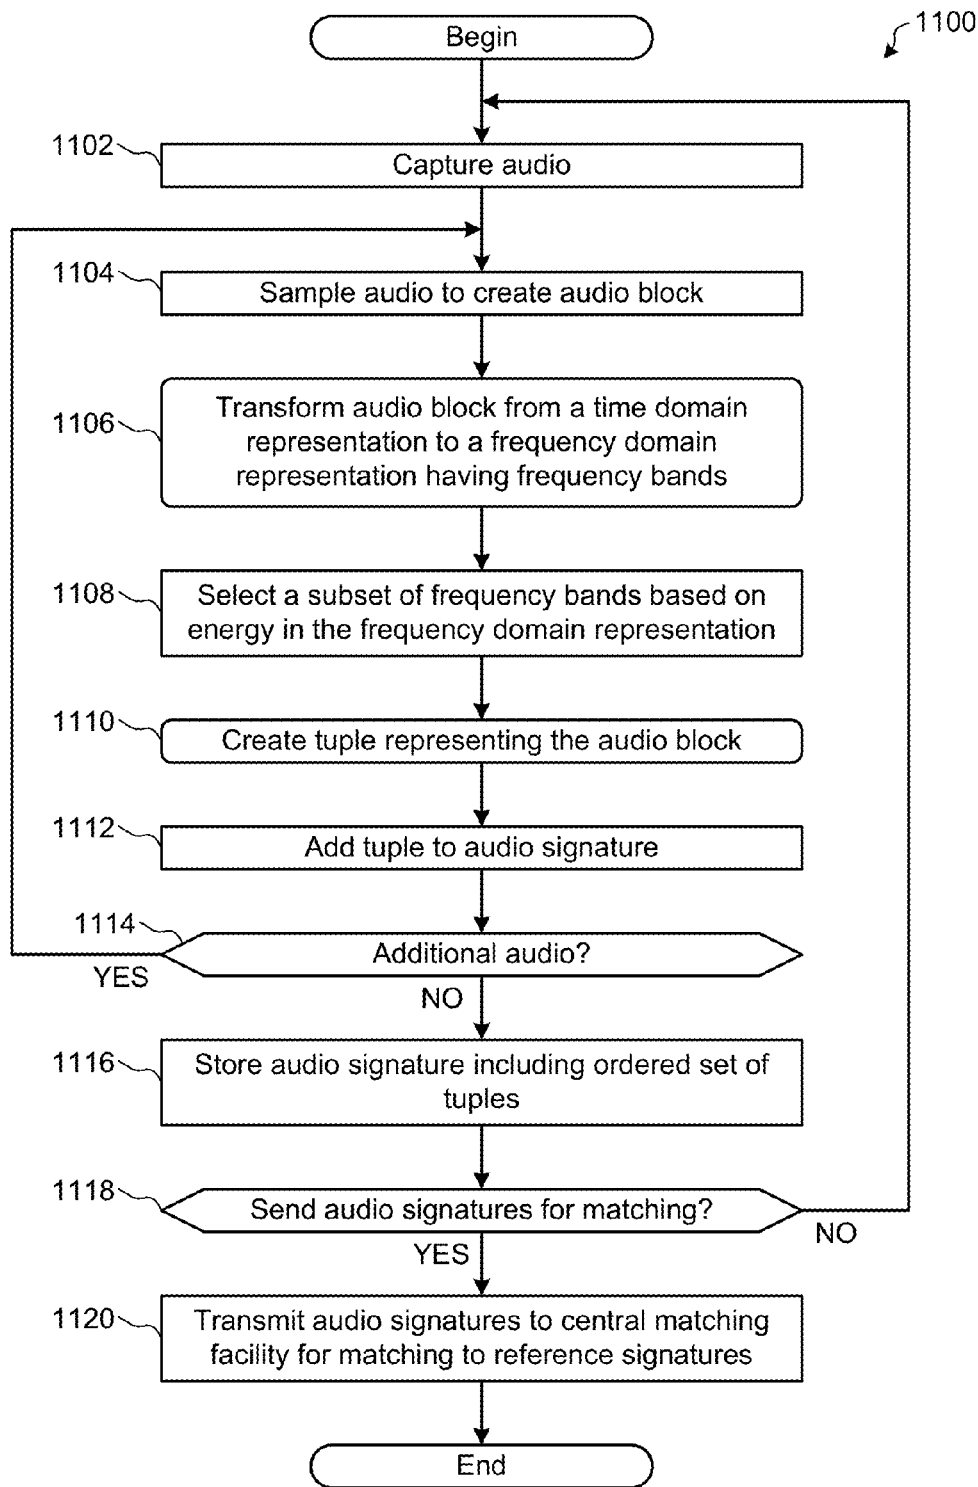 Begin
1100
1102
Capture audio
1104
Sample audio to create audio block
1106
Transform audio block from a time domain
representation to a frequency domain
representation having frequency bands
1108
Select a subset of frequency bands based on
energy in the frequency domain representation
1110
Create tuple representing the audio block
1112
Add tuple to audio signature
1114
Additional audio?
YES
NO
1116
Store audio signature including ordered set of
tuples
1118
Send audio signatures for matching?
NO
YES
1120
Transmit audio signatures to central matching
facility for matching to reference signatures
End